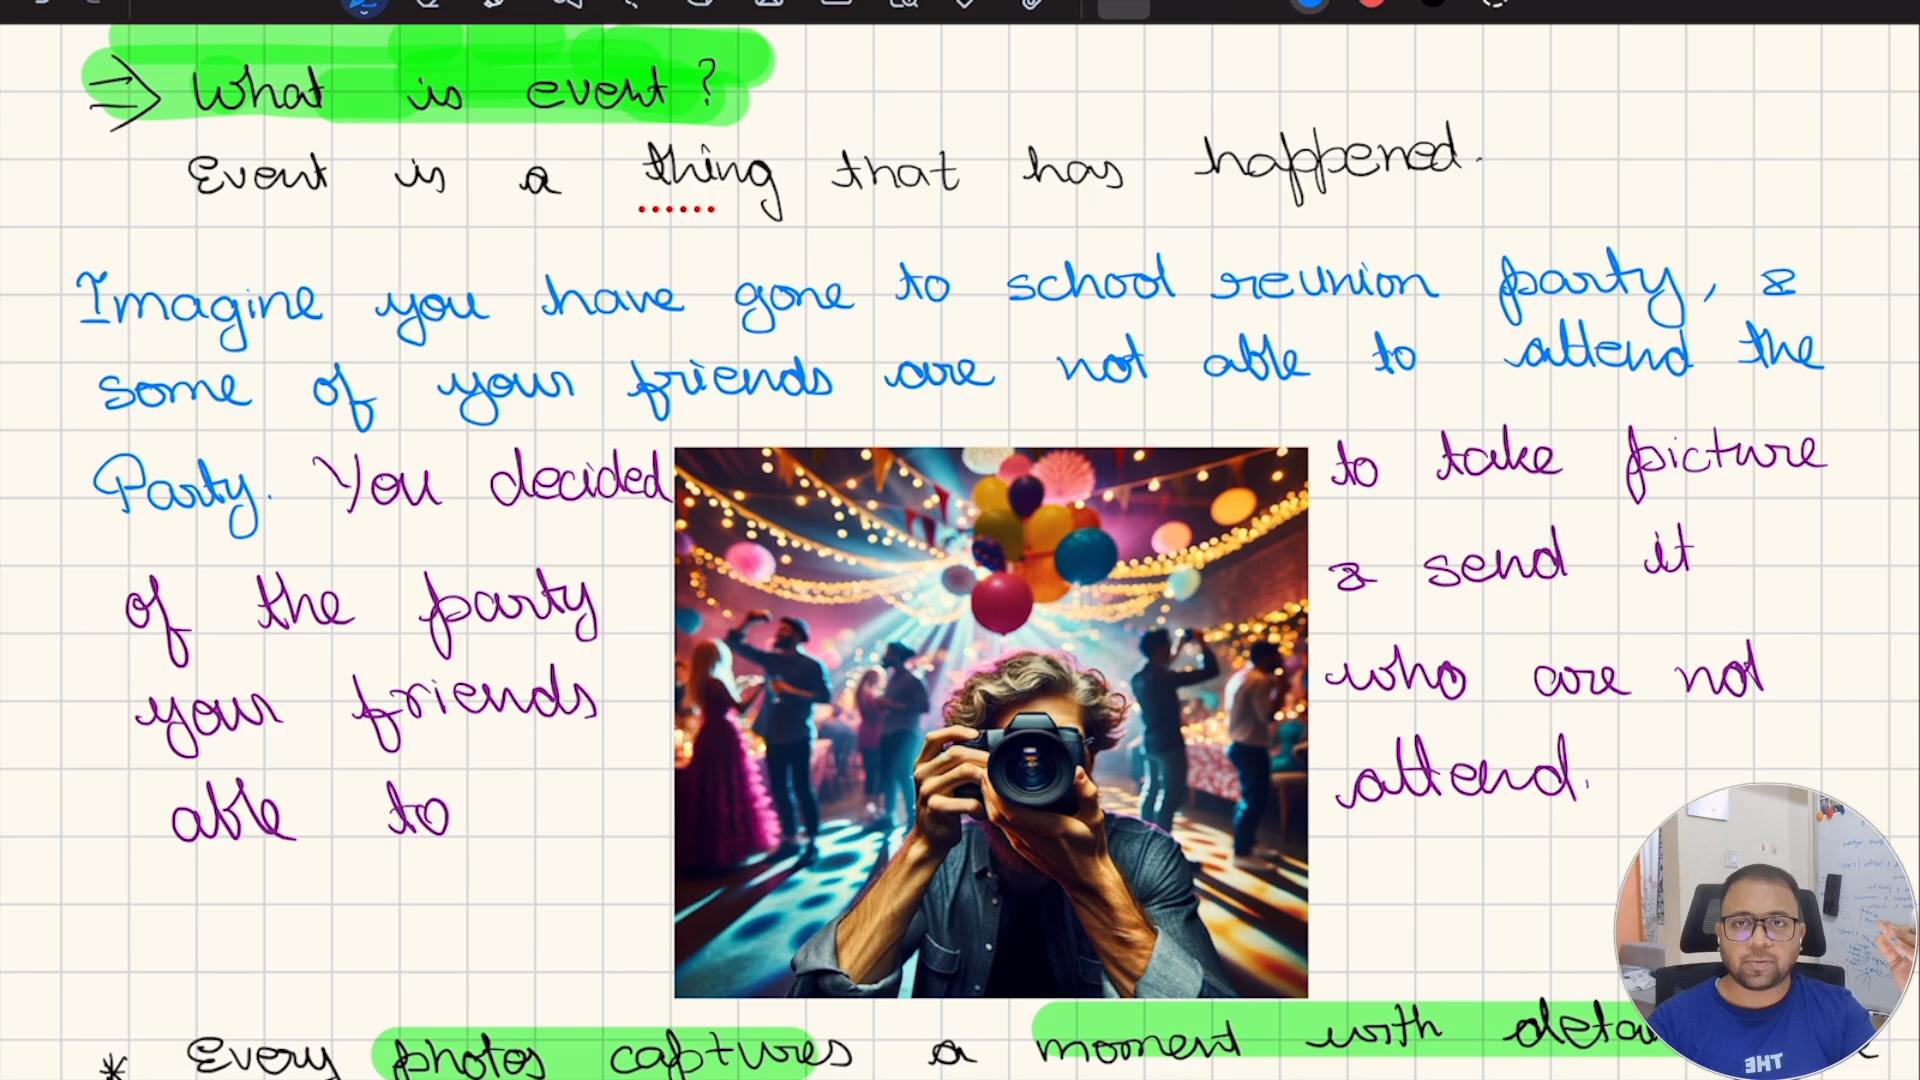 ⇒ What is event?
Event is a thing that has happened.
Imagine you have gone to school reunion party, &
some of your friends are not able to attend the
Party. You decided to take picture
of the party & send it
your friends who are not
able to attend.
* Every photos captures a moment with
THE